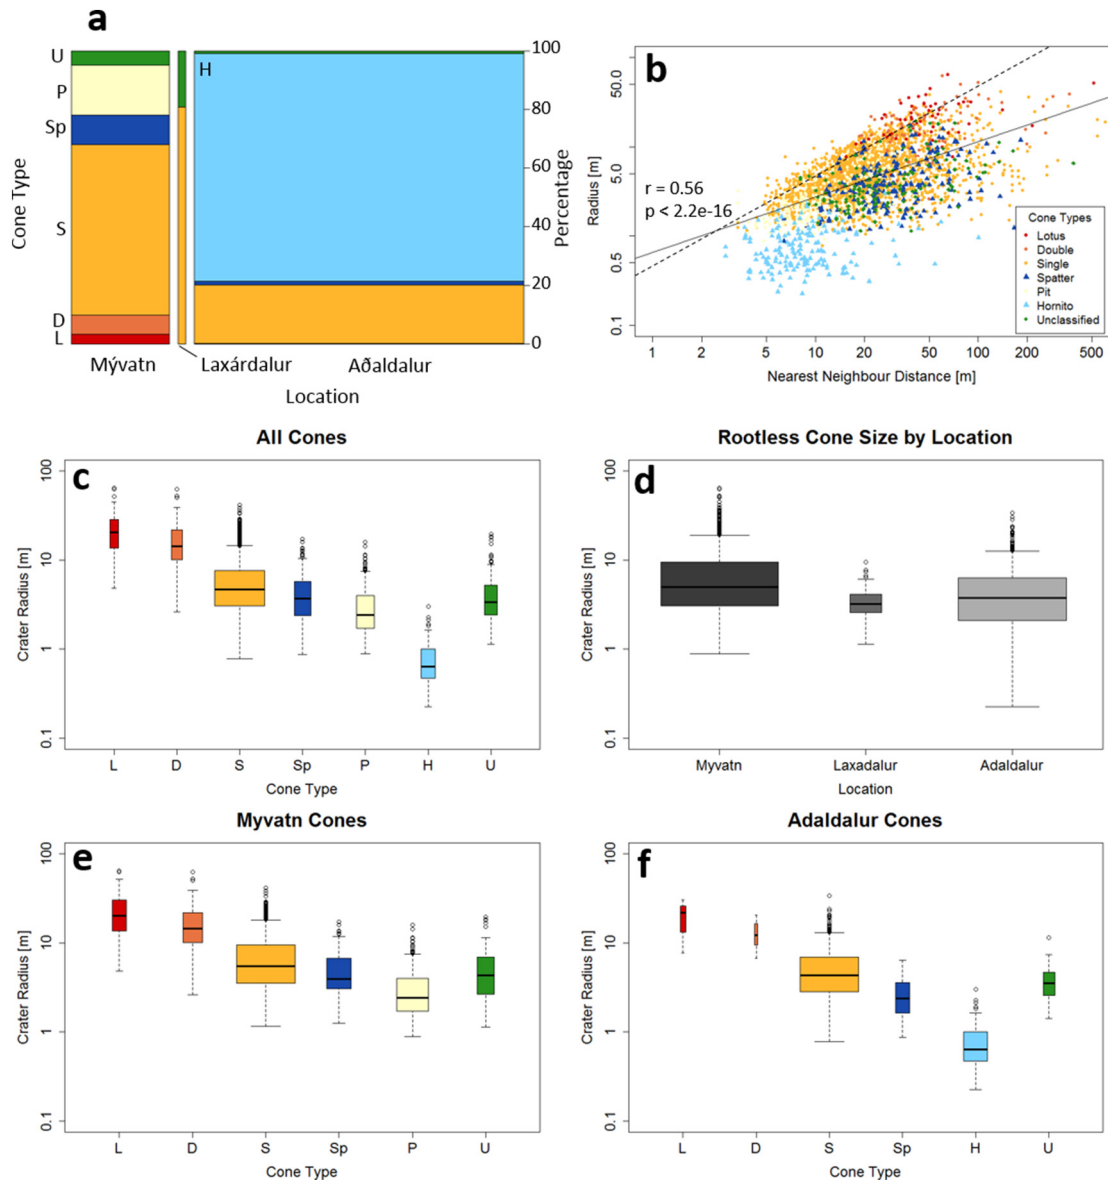 a
U
P
Sp
S
D
L
Cone Type
H
100
80
60
40
20
0
Percentage
Mývatn
Laxárdalur
Aðaldalur
Location
b
50.0
5.0
0.5
0.1
Radius [m]
r = 0.56
p < 2.2e-16
Cone Types
Lotus
Double
Single
Spatter
Pit
Hornito
Unclassified
1 2 5 10 20 50 100 200 500
Nearest Neighbour Distance [m]
All Cones
c
100
10
1
0.1
Crater Radius [m]
L D S Sp P H U
Cone Type
Rootless Cone Size by Location
d
100
10
1
0.1
Crater Radius [m]
Myvatn Laxadalur Adaldalur
Location
Myvatn Cones
e
100
10
1
0.1
Crater Radius [m]
L D S Sp P U
Cone Type
Adaldalur Cones
f
100
10
1
0.1
Crater Radius [m]
L D S Sp H U
Cone Type